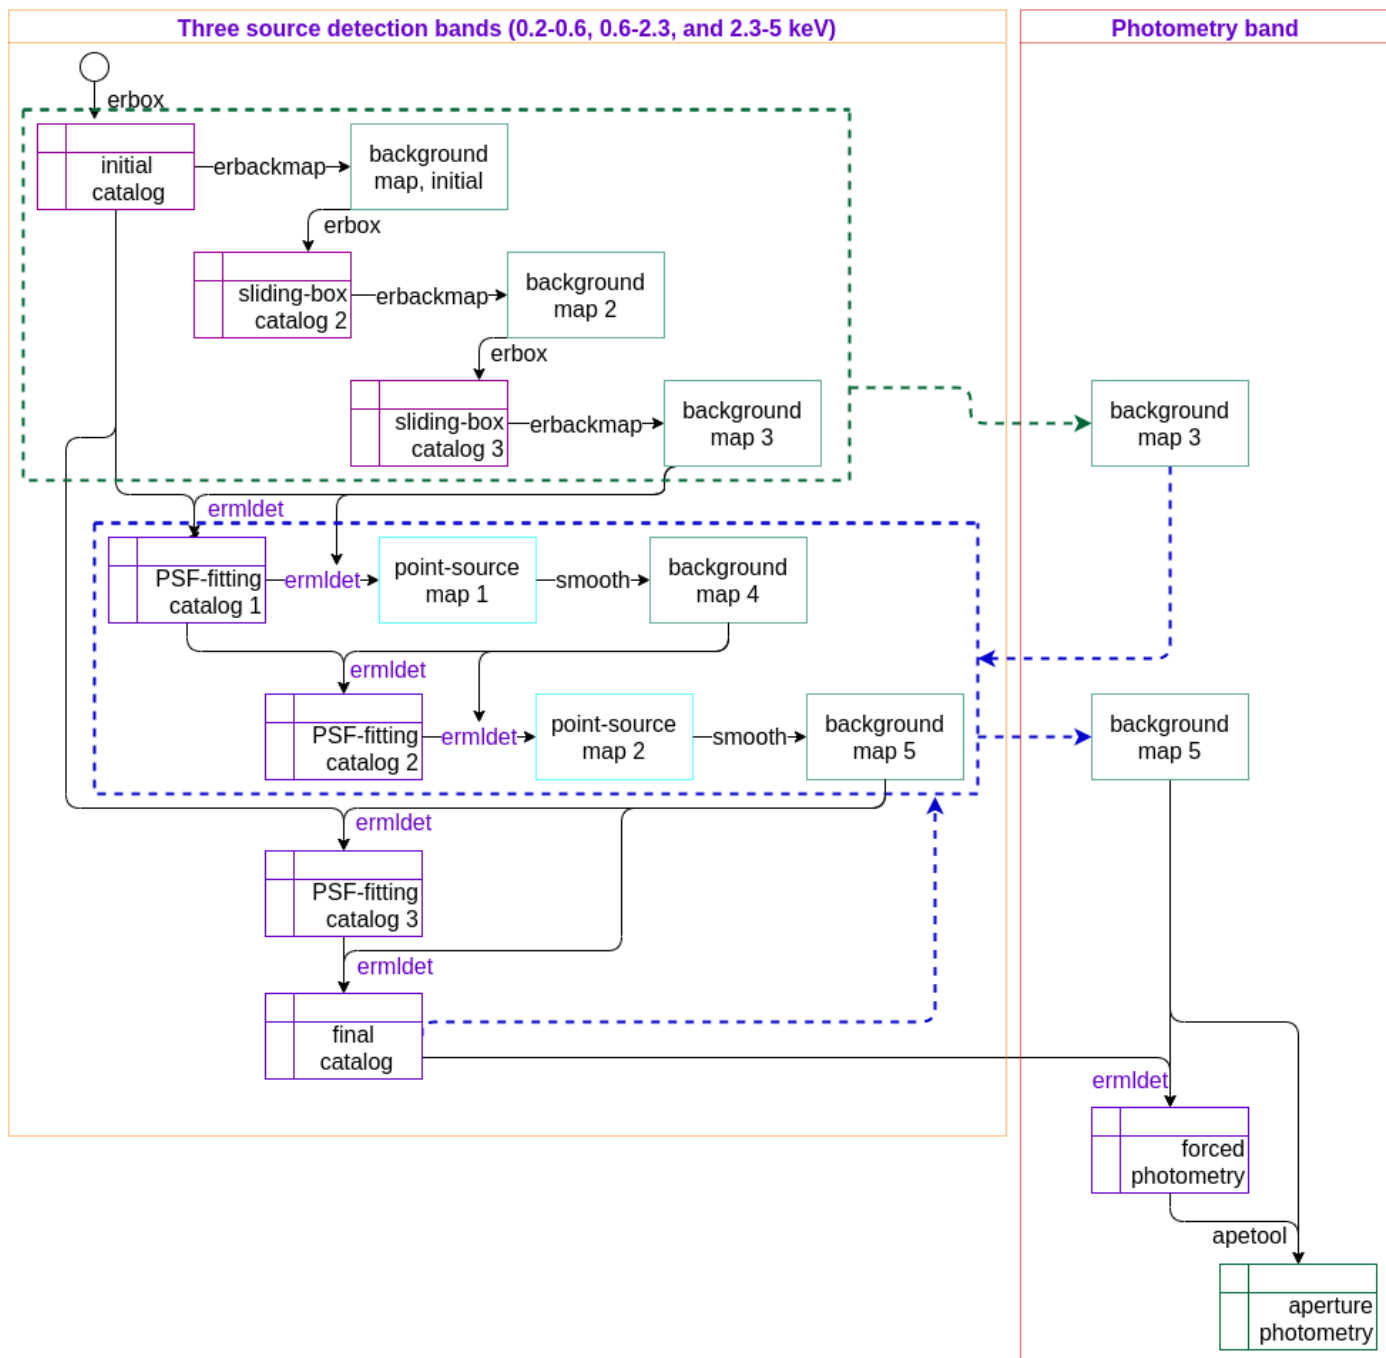 Three source detection bands (0.2-0.6, 0.6-2.3, and 2.3-5 keV)
Photometry band
erbox
initial
catalog
erbackmap
background
map, initial
erbox
sliding-box
catalog 2
erbackmap
background
map 2
erbox
sliding-box
catalog 3
erbackmap
background
map 3
background
map 3
ermldet
PSF-fitting
catalog 1
ermldet
point-source
map 1
smooth
background
map 4
ermldet
PSF-fitting
catalog 2
ermldet
point-source
map 2
smooth
background
map 5
background
map 5
ermldet
PSF-fitting
catalog 3
ermldet
final
catalog
ermldet
forced
photometry
apetool
aperture
photometry